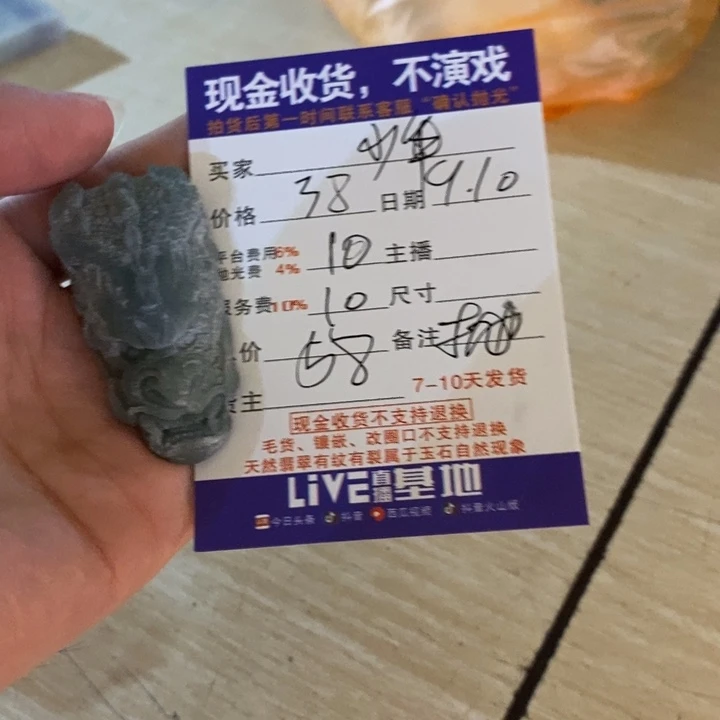 现金收货，不演戏
拍货后第一时间联系客服“确认抛光”
买家
价格 38 日期 9.10
平台费用6%
抛光费 4% 10 主播
服务费10% 10 尺寸
价 58 备注
货主 7-10天发货
现金收货不支持退换
毛货、镶嵌、改圈口不支持退换
天然翡翠有纹有裂属于玉石自然现象
LiVE直播基地
今日头条 抖音 西瓜视频 抖音火山版